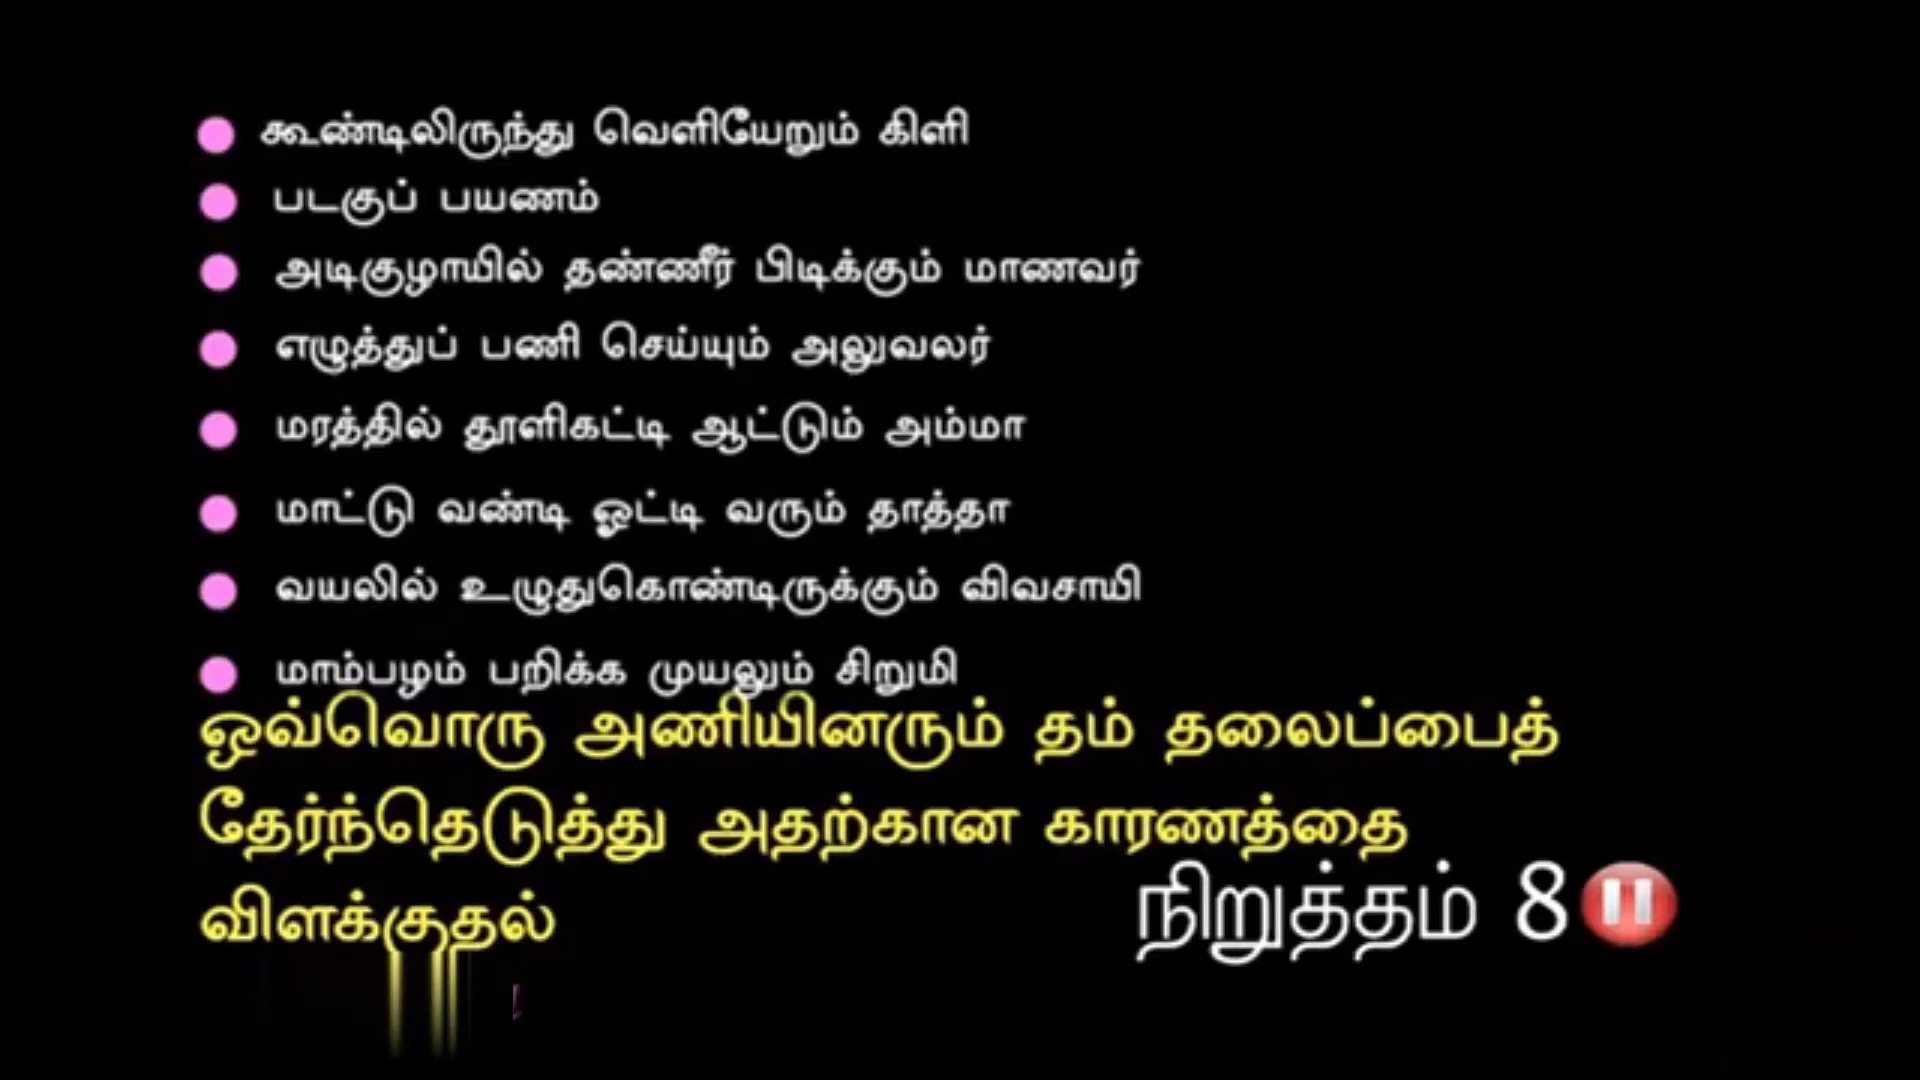 கூண்டிலிருந்து வெளியேறும் கிளி
படகுப் பயணம்
அடிகுழாயில் தண்ணீர் பிடிக்கும் மாணவர்
எழுத்துப் பணி செய்யும் அலுவலர்
மரத்தில் தூளிகட்டி ஆட்டும் அம்மா
மாட்டு வண்டி ஓட்டி வரும் தாத்தா
வயலில் உழுதுகொண்டிருக்கும் விவசாயி
மாம்பழம் பறிக்க முயலும் சிறுமி
ஒவ்வொரு அணியினரும் தம் தலைப்பைத்
தேர்ந்தெடுத்து அதற்கான காரணத்தை
விளக்குதல்
நிறுத்தம் 8